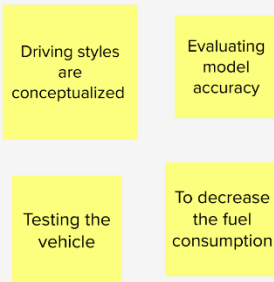 Driving styles
are
conceptualized
Evaluating
model
accuracy
Testing the
vehicle
To decrease
the fuel
consumption